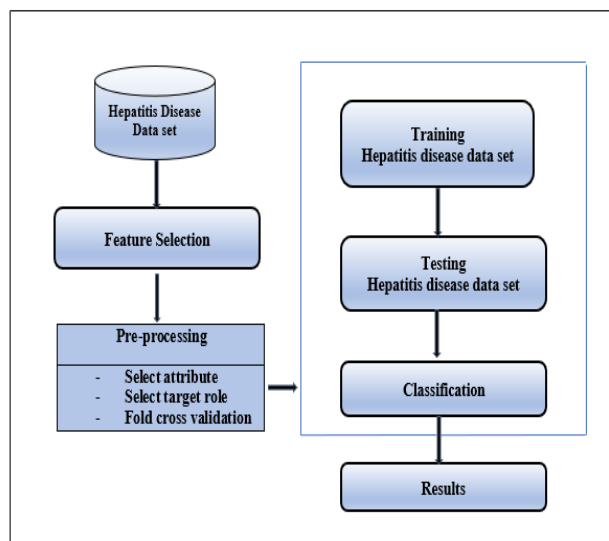 Hepatitis Disease
Data set
Feature Selection
Pre-processing
- Select attribute
- Select target role
- Fold cross validation
Training
Hepatitis disease data set
Testing
Hepatitis disease data set
Classification
Results